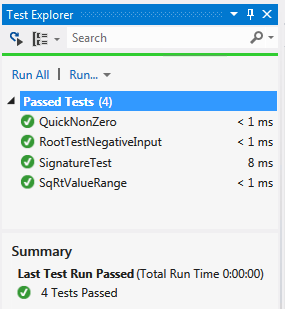 Test Explorer
Search
Run All | Run...
Passed Tests (4)
QuickNonZero < 1 ms
RootTestNegativeInput < 1 ms
SignatureTest 8 ms
SqRtValueRange < 1 ms
Summary
Last Test Run Passed (Total Run Time 0:00:00)
4 Tests Passed